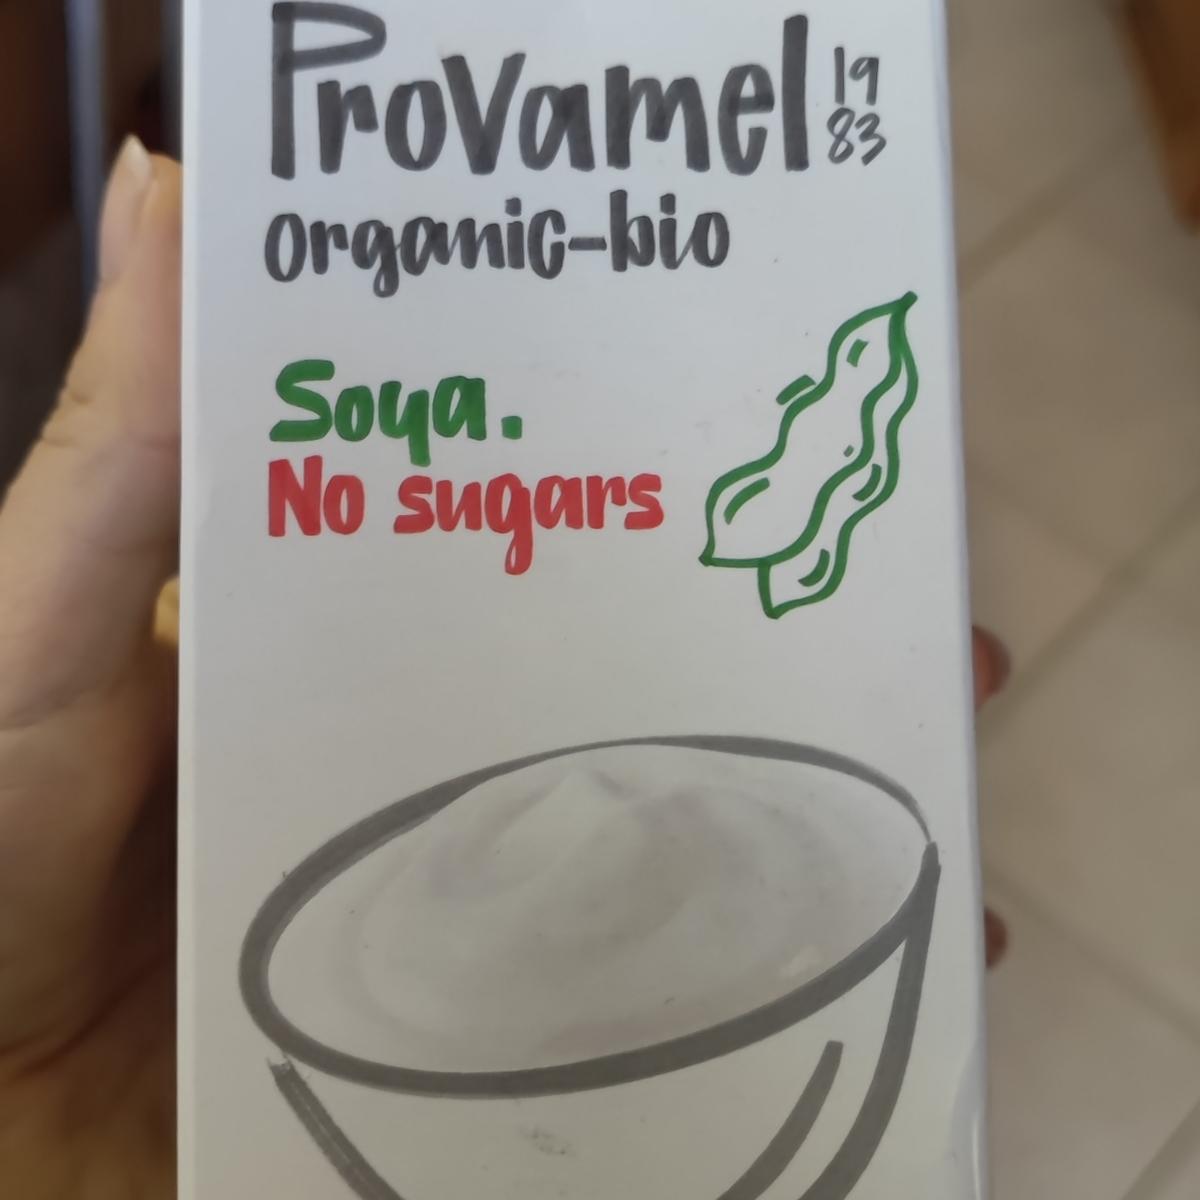 Provamel
19
83
organic-bio
Soya.
No sugars